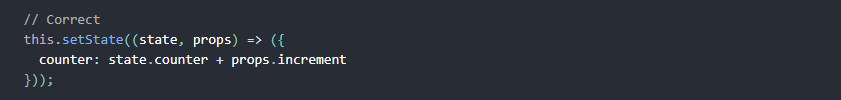 // Correct
this.setState((state, props) => ({
  counter: state.counter + props.increment
}));